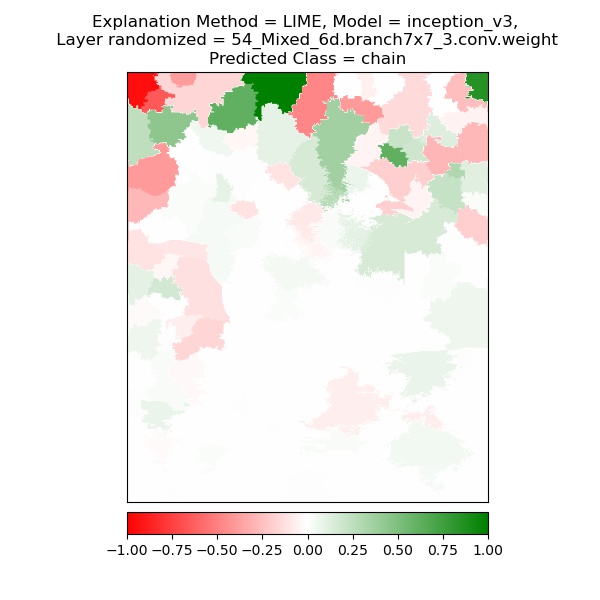 Explanation Method = LIME, Model = inception_v3,
Layer randomized = 54_Mixed_6d.branch7x7_3.conv.weight
Predicted Class = chain
−1.00 −0.75 −0.50 −0.25 0.00 0.25 0.50 0.75 1.00